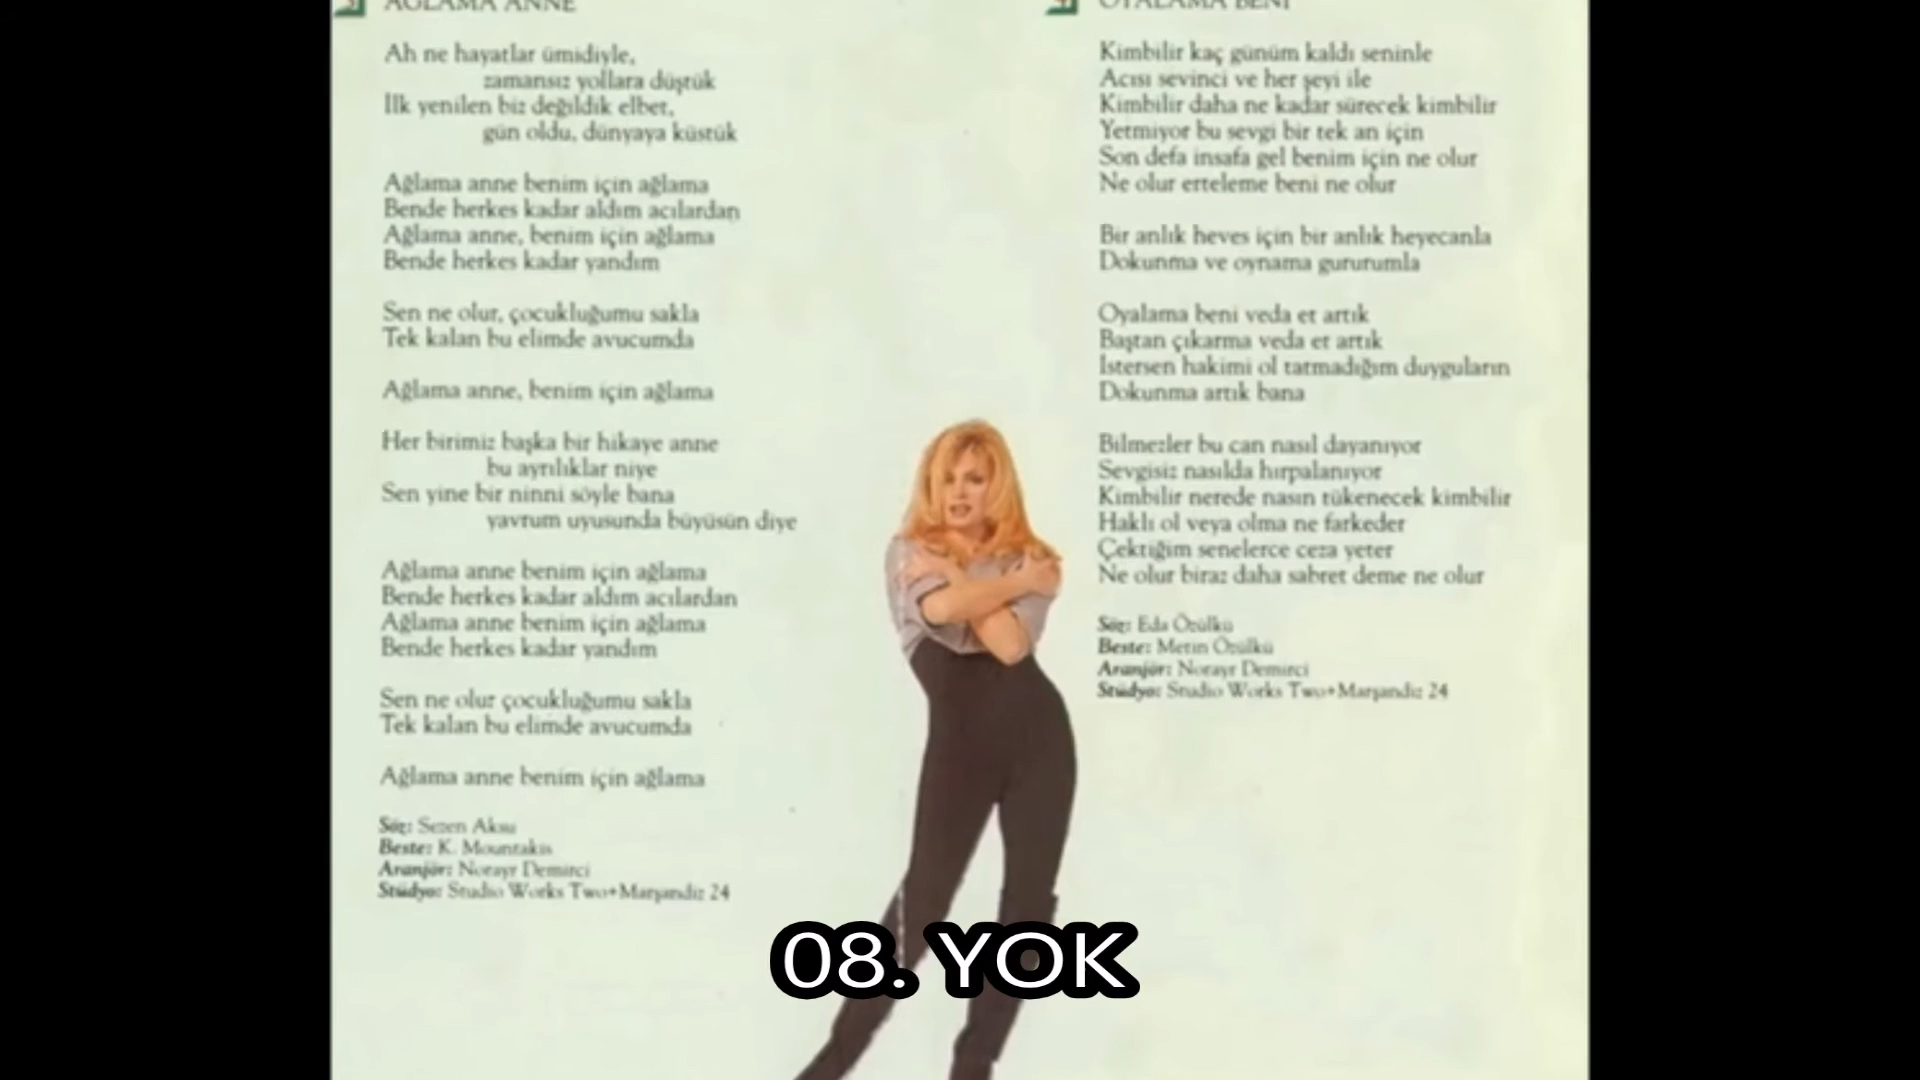 3 AĞLAMA ANNE
Ah ne hayatlar ümidiyle,
zamansız yollara düştük
İlk yenilen biz değildik elbet,
gün oldu, dünyaya küstük
Ağlama anne benim için ağlama
Bende herkes kadar aldım acılardan
Ağlama anne, benim için ağlama
Bende herkes kadar yandım
Sen ne olur, çocukluğumu sakla
Tek kalan bu elimde avucumda
Ağlama anne, benim için ağlama
Her birimiz başka bir hikaye anne
bu ayrılıklar niye
Sen yine bir ninni söyle bana
yavrum uyusunda büyüsün diye
Ağlama anne benim için ağlama
Bende herkes kadar aldım acılardan
Ağlama anne benim için ağlama
Bende herkes kadar yandım
Sen ne olur çocukluğumu sakla
Tek kalan bu elimde avucumda
Ağlama anne benim için ağlama
Söz: Sezen Aksu
Beste: K. Mountakis
Aranjör: Norayr Demirci
Stüdyo: Studio Works Two+Marşandiz 24
4 OYALAMA BENİ
Kimbilir kaç günüm kaldı seninle
Acısı sevinci ve her şeyi ile
Kimbilir daha ne kadar sürecek kimbilir
Yetmiyor bu sevgi bir tek an için
Son defa insafa gel benim için ne olur
Ne olur erteleme beni ne olur
Bir anlık heves için bir anlık heyecanla
Dokunma ve oynama gururumla
Oyalama beni veda et artık
Baştan çıkarma veda et artık
İstersen hakimi ol tatmadığım duyguların
Dokunma artık bana
Bilmezler bu can nasıl dayanıyor
Sevgisiz nasılda hırpalanıyor
Kimbilir nerede nasın tükenecek kimbilir
Haklı ol veya olma ne farkeder
Çektiğim senelerce ceza yeter
Ne olur biraz daha sabret deme ne olur
Söz: Eda Özülkü
Beste: Metin Özülkü
Aranjör: Norayr Demirci
Stüdyo: Studio Works Two+Marşandiz 24
08. YOK